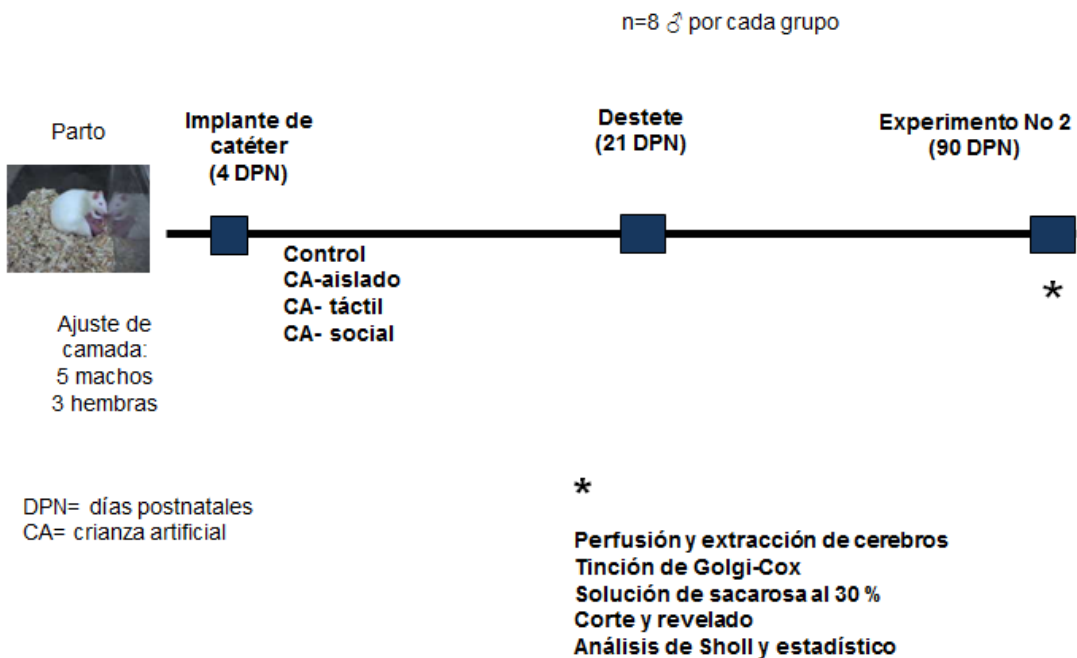 n=8 ♂ por cada grupo
Parto
Implante de
catéter
(4 DPN)
Destete
(21 DPN)
Experimento No 2
(90 DPN)
Control
CA-aislado
CA- táctil
CA- social
*
Ajuste de
camada:
5 machos
3 hembras
DPN= días postnatales
CA= crianza artificial
*
Perfusión y extracción de cerebros
Tinción de Golgi-Cox
Solución de sacarosa al 30 %
Corte y revelado
Análisis de Sholl y estadístico